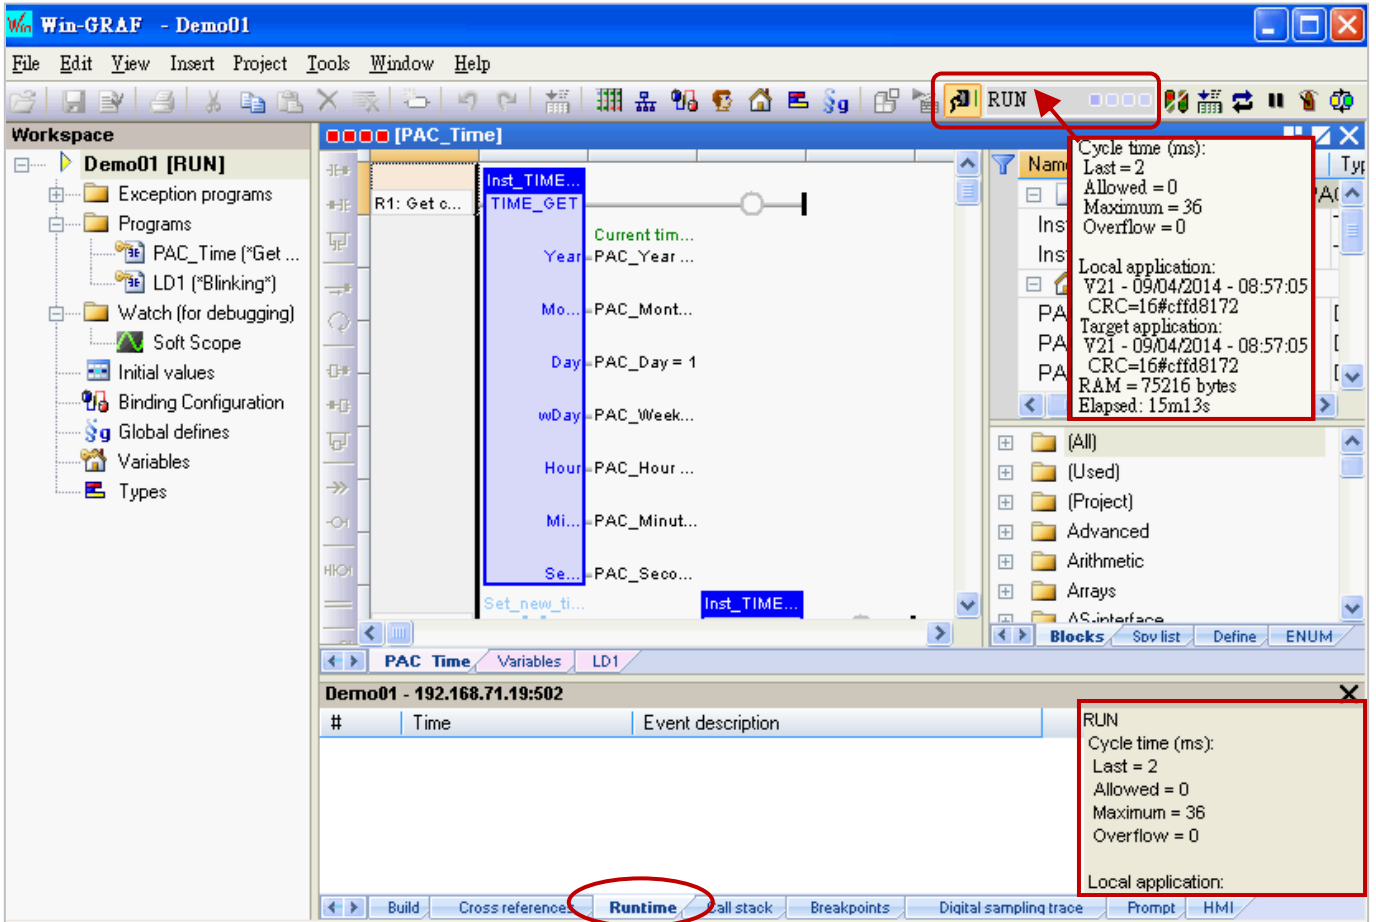 Win-GRAF - Demo01
File Edit View Insert Project Tools Window Help
RUN
Workspace
Demo01 [RUN]
Exception programs
Programs
PAC_Time (*Get ...
LD1 (*Blinking*)
Watch (for debugging)
Soft Scope
Initial values
Binding Configuration
Global defines
Variables
Types
[PAC_Time]
R1: Get c...
Inst_TIME...
TIME_GET
Current tim...
Year PAC_Year ...
Mo... PAC_Mont...
Day PAC_Day = 1
wDay PAC_Week...
Hour PAC_Hour ...
Mi... PAC_Minut...
Se... PAC_Seco...
Set_new_ti...
Inst_TIME...
PAC_Time Variables LD1
Cycle time (ms):
Last = 2
Allowed = 0
Maximum = 36
Overflow = 0
Local application:
V21 - 09/04/2014 - 08:57:05
CRC=16#cffd8172
Target application:
V21 - 09/04/2014 - 08:57:05
CRC=16#cffd8172
RAM = 75216 bytes
Elapsed: 15m13s
(All)
(Used)
(Project)
Advanced
Arithmetic
Arrays
AS-interface
Blocks Spy list Define ENUM
Demo01 - 192.168.71.19:502
# Time Event description
RUN
Cycle time (ms):
Last = 2
Allowed = 0
Maximum = 36
Overflow = 0
Local application:
Build Cross references Runtime Call stack Breakpoints Digital sampling trace Prompt HMI